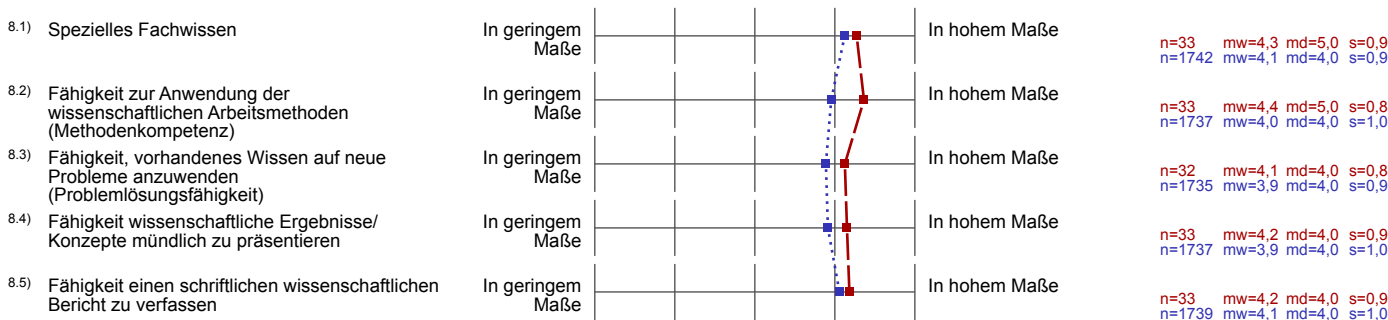 8.1) Spezielles Fachwissen
In geringem
Maße
In hohem Maße
n=33 mw=4,3 md=5,0 s=0,9
n=1742 mw=4,1 md=4,0 s=0,9
8.2) Fähigkeit zur Anwendung der
wissenschaftlichen Arbeitsmethoden
(Methodenkompetenz)
In geringem
Maße
In hohem Maße
n=33 mw=4,4 md=5,0 s=0,8
n=1737 mw=4,0 md=4,0 s=1,0
8.3) Fähigkeit, vorhandenes Wissen auf neue
Probleme anzuwenden
(Problemlösungsfähigkeit)
In geringem
Maße
In hohem Maße
n=32 mw=4,1 md=4,0 s=0,8
n=1735 mw=3,9 md=4,0 s=0,9
8.4) Fähigkeit wissenschaftliche Ergebnisse/
Konzepte mündlich zu präsentieren
In geringem
Maße
In hohem Maße
n=33 mw=4,2 md=4,0 s=0,9
n=1737 mw=3,9 md=4,0 s=1,0
8.5) Fähigkeit einen schriftlichen wissenschaftlichen
Bericht zu verfassen
In geringem
Maße
In hohem Maße
n=33 mw=4,2 md=4,0 s=0,9
n=1739 mw=4,1 md=4,0 s=1,0